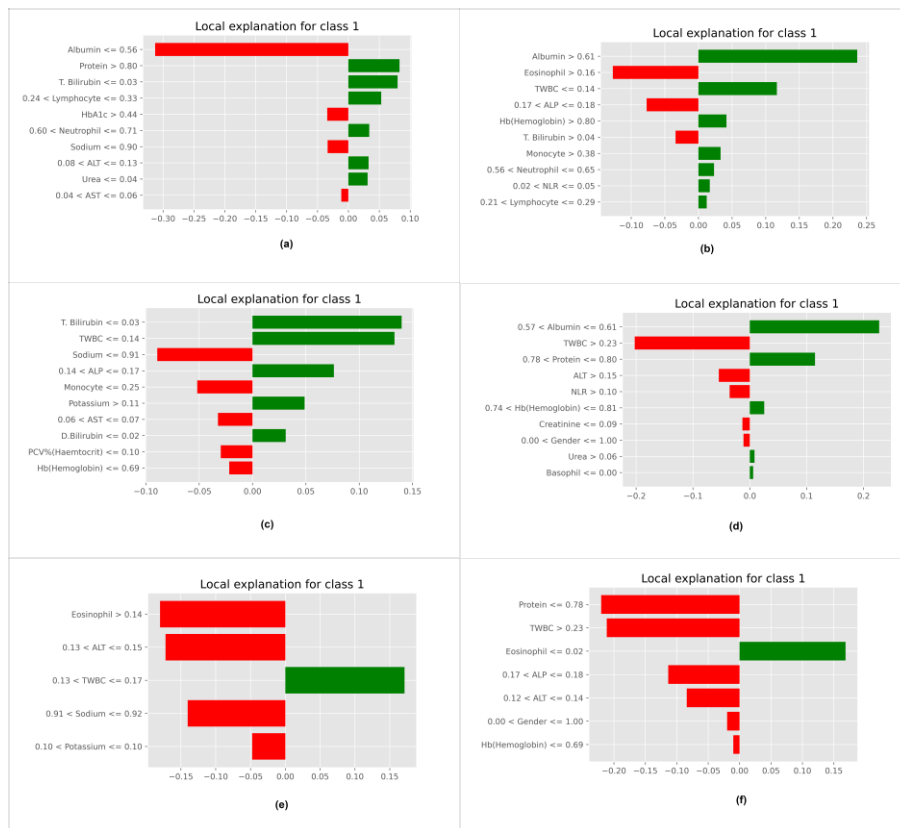 Local explanation for class 1
Albumin <= 0.56
Protein > 0.80
T. Bilirubin <= 0.03
0.24 < Lymphocyte <= 0.33
HbA1c > 0.44
0.60 < Neutrophil <= 0.71
Sodium <= 0.90
0.08 < ALT <= 0.13
Urea <= 0.04
0.04 < AST <= 0.06
−0.30 −0.25 −0.20 −0.15 −0.10 −0.05 0.00 0.05 0.10
(a)
Local explanation for class 1
Albumin > 0.61
Eosinophil > 0.16
TWBC <= 0.14
0.17 < ALP <= 0.18
Hb(Hemoglobin) > 0.80
T. Bilirubin > 0.04
Monocyte > 0.38
0.56 < Neutrophil <= 0.65
0.02 < NLR <= 0.05
0.21 < Lymphocyte <= 0.29
−0.10 −0.05 0.00 0.05 0.10 0.15 0.20 0.25
(b)
Local explanation for class 1
T. Bilirubin <= 0.03
TWBC <= 0.14
Sodium <= 0.91
0.14 < ALP <= 0.17
Monocyte <= 0.25
Potassium > 0.11
0.06 < AST <= 0.07
D.Bilirubin <= 0.02
PCV%(Haemtocrit) <= 0.10
Hb(Hemoglobin) <= 0.69
−0.10 −0.05 0.00 0.05 0.10 0.15
(c)
Local explanation for class 1
0.57 < Albumin <= 0.61
TWBC > 0.23
0.78 < Protein <= 0.80
ALT > 0.15
NLR > 0.10
0.74 < Hb(Hemoglobin) <= 0.81
Creatinine <= 0.09
0.00 < Gender <= 1.00
Urea > 0.06
Basophil <= 0.00
−0.2 −0.1 0.0 0.1 0.2
(d)
Local explanation for class 1
Eosinophil > 0.14
0.13 < ALT <= 0.15
0.13 < TWBC <= 0.17
0.91 < Sodium <= 0.92
0.10 < Potassium <= 0.10
−0.15 −0.10 −0.05 0.00 0.05 0.10 0.15
(e)
Local explanation for class 1
Protein <= 0.78
TWBC > 0.23
Eosinophil <= 0.02
0.17 < ALP <= 0.18
0.12 < ALT <= 0.14
0.00 < Gender <= 1.00
Hb(Hemoglobin) <= 0.69
−0.20 −0.15 −0.10 −0.05 0.00 0.05 0.10 0.15
(f)